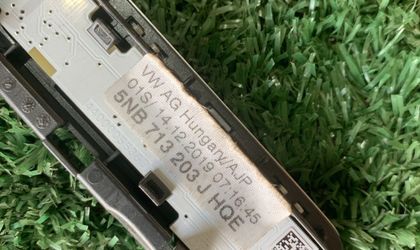 VW AG Hungary/AJP
01S/ 14.12.2019 07:16:45
5NB 713 203 J HQE